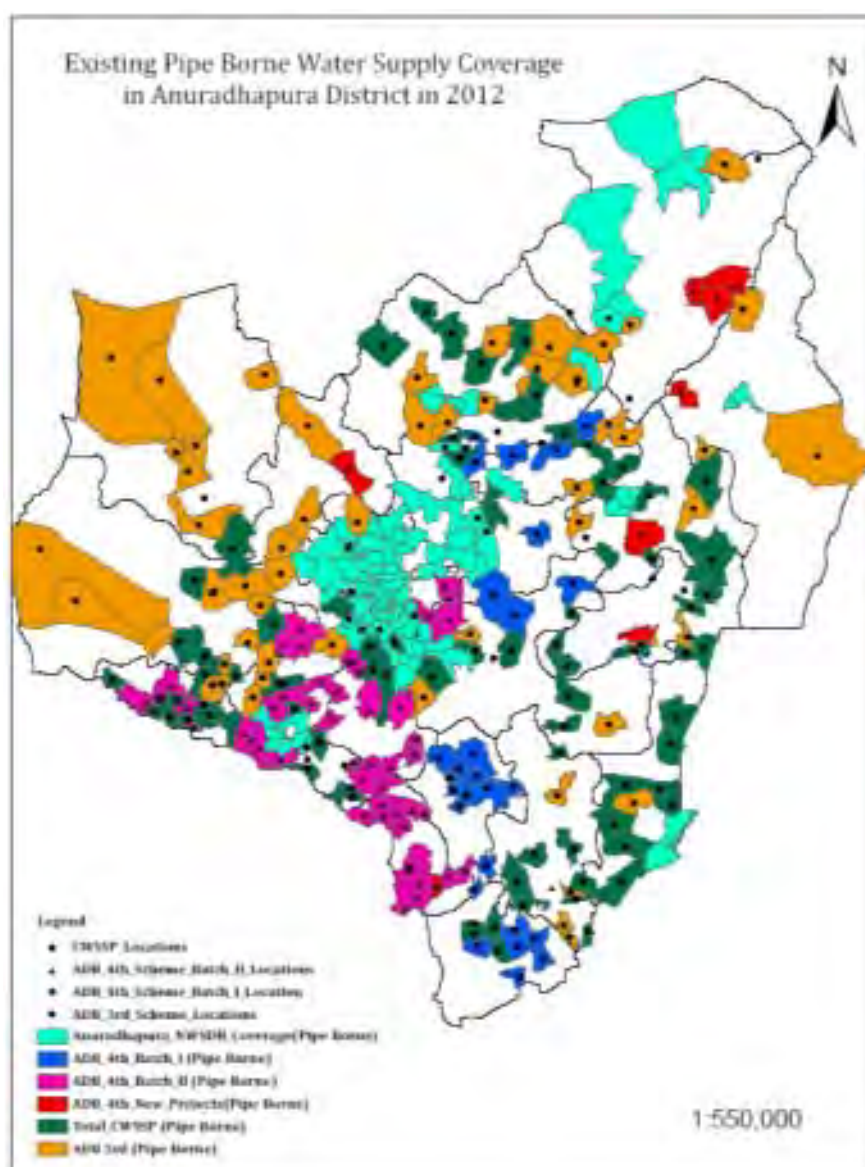 Existing Pipe Borne Water Supply Coverage
in Anuradhapura District in 2012
N
Legend
CWSSP_Locations
ADB_4th_Scheme_Batch_II_Locations
ADB_4th_Scheme_Batch_I_Location
ADB_3rd_Scheme_Locations
Anuradhapura_NWSDB_Coverage(Pipe Borne)
ADB_4th_Batch_I (Pipe Borne)
ADB_4th_Batch_II (Pipe Borne)
ADB_4th_New_Projects(Pipe Borne)
Total_CWSSP (Pipe Borne)
ADB 3rd (Pipe Borne)
1:550,000